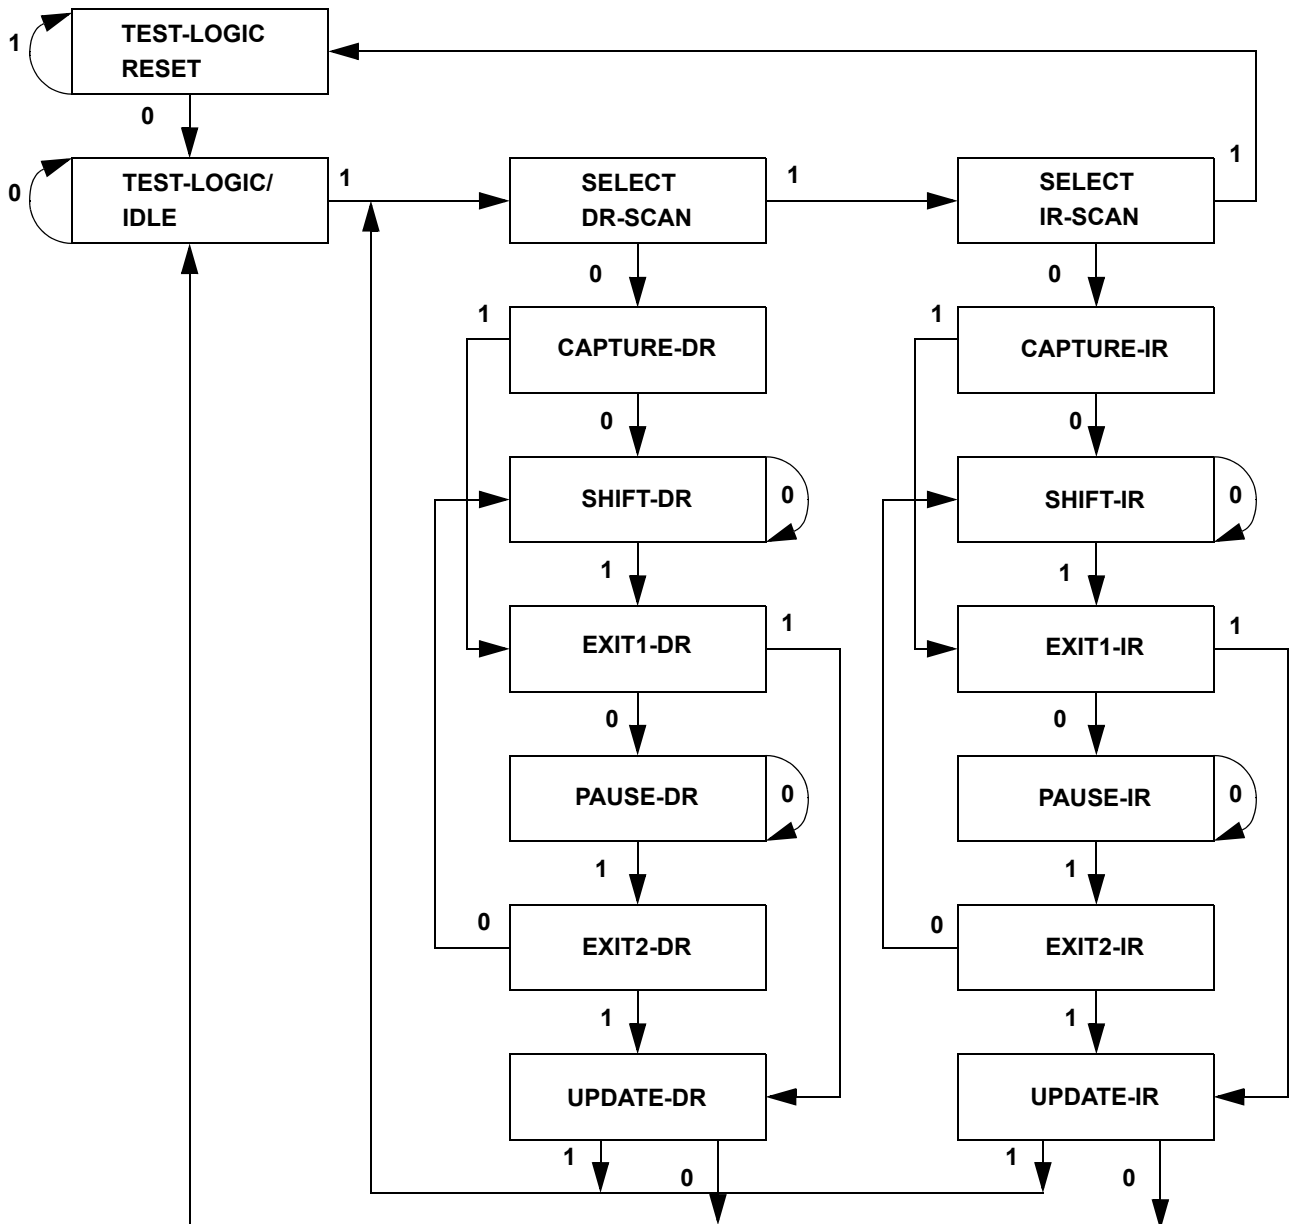 1
TEST-LOGIC
RESET
0
0
TEST-LOGIC/
IDLE
1
SELECT
DR-SCAN
1
SELECT
IR-SCAN
1
0
0
1
CAPTURE-DR
1
CAPTURE-IR
0
0
SHIFT-DR
0
SHIFT-IR
0
1
1
EXIT1-DR
1
EXIT1-IR
1
0
0
PAUSE-DR
0
PAUSE-IR
0
1
1
0
EXIT2-DR
0
EXIT2-IR
1
1
UPDATE-DR
UPDATE-IR
1
0
1
0